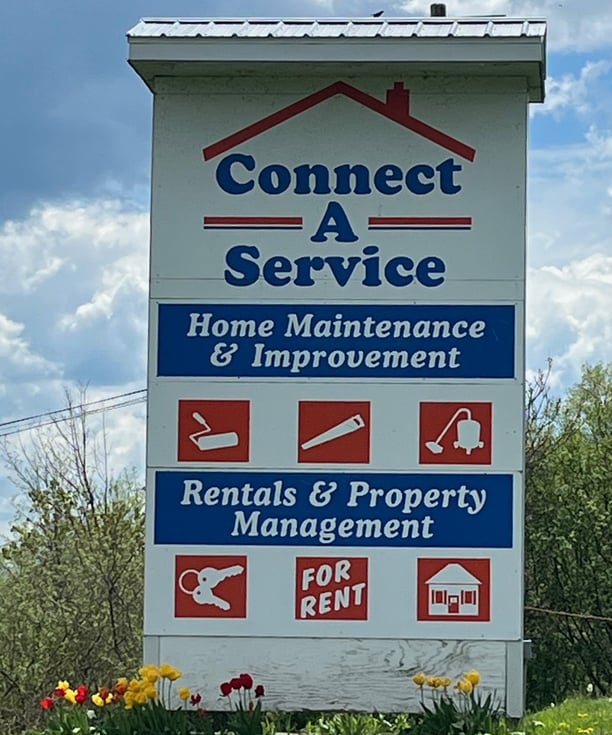 Connect
A
Service
Home Maintenance
& Improvement
Rentals & Property
Management
FOR
RENT